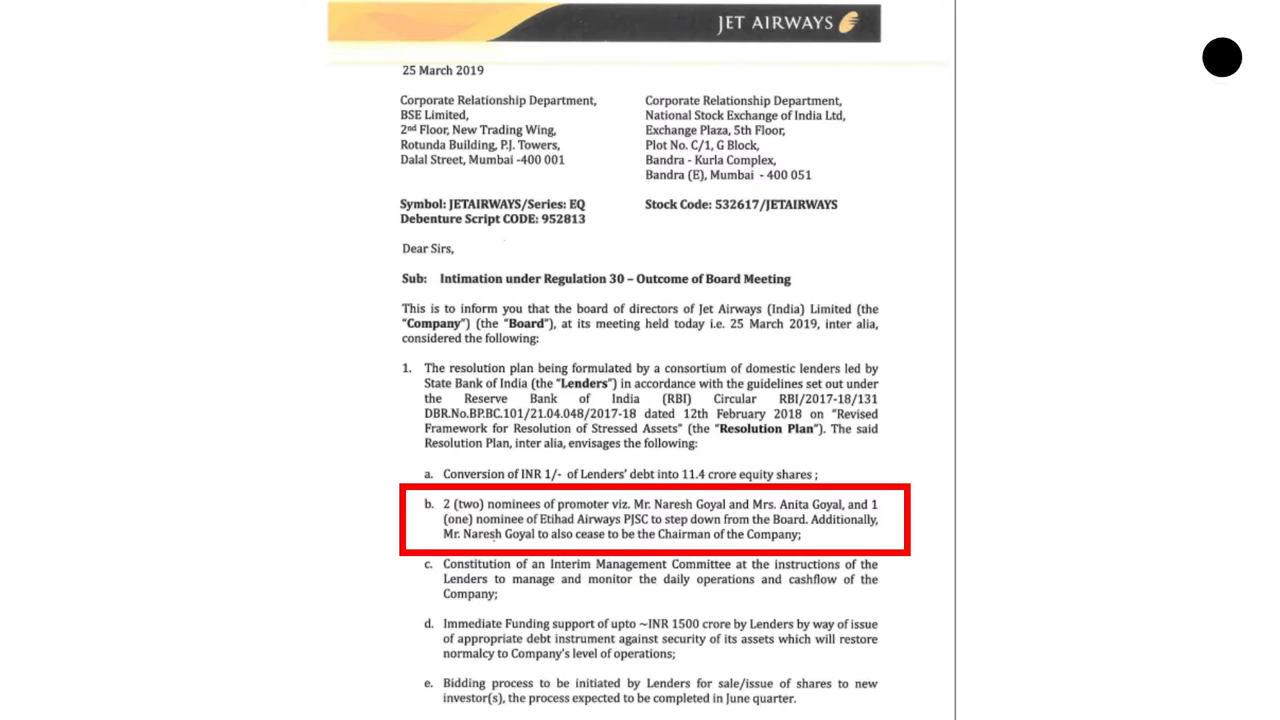 JET AIRWAYS
25 March 2019
Corporate Relationship Department,
BSE Limited,
2nd Floor, New Trading Wing,
Rotunda Building, P.J. Towers,
Dalal Street, Mumbai -400 001
Corporate Relationship Department,
National Stock Exchange of India Ltd,
Exchange Plaza, 5th Floor,
Plot No. C/1, G Block,
Bandra - Kurla Complex,
Bandra (E), Mumbai - 400 051
Symbol: JETAIRWAYS/Series: EQ
Debenture Script CODE: 952813
Stock Code: 532617/JETAIRWAYS
Dear Sirs,
Sub: Intimation under Regulation 30 – Outcome of Board Meeting
This is to inform you that the board of directors of Jet Airways (India) Limited (the
“Company”) (the “Board”), at its meeting held today i.e. 25 March 2019, inter alia,
considered the following:
1. The resolution plan being formulated by a consortium of domestic lenders led by
State Bank of India (the “Lenders”) in accordance with the guidelines set out under
the Reserve Bank of India (RBI) Circular RBI/2017-18/131
DBR.No.BP.BC.101/21.04.048/2017-18 dated 12th February 2018 on “Revised
Framework for Resolution of Stressed Assets” (the “Resolution Plan”). The said
Resolution Plan, inter alia, envisages the following:
a. Conversion of INR 1/- of Lenders’ debt into 11.4 crore equity shares ;
b. 2 (two) nominees of promoter viz. Mr. Naresh Goyal and Mrs. Anita Goyal, and 1
(one) nominee of Etihad Airways PJSC to step down from the Board. Additionally,
Mr. Naresh Goyal to also cease to be the Chairman of the Company;
c. Constitution of an Interim Management Committee at the instructions of the
Lenders to manage and monitor the daily operations and cashflow of the
Company;
d. Immediate Funding support of upto ~INR 1500 crore by Lenders by way of issue
of appropriate debt instrument against security of its assets which will restore
normalcy to Company’s level of operations;
e. Bidding process to be initiated by Lenders for sale/issue of shares to new
investor(s), the process expected to be completed in June quarter.